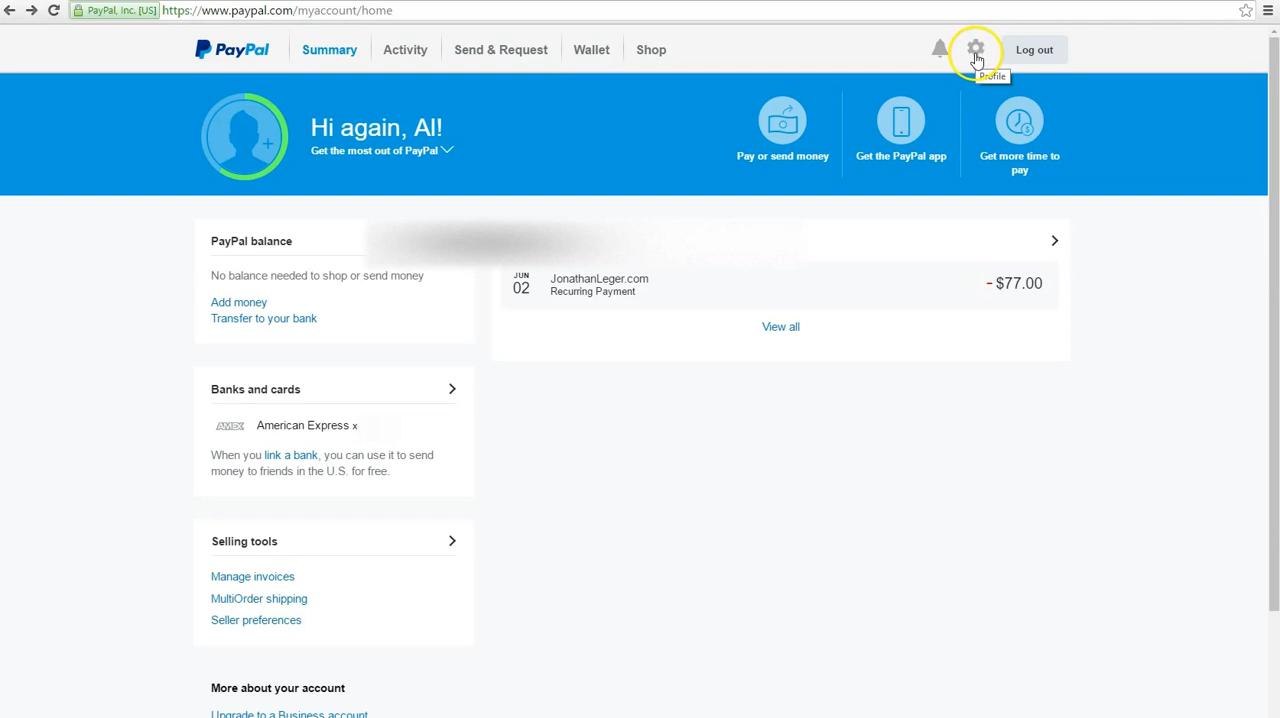 PayPal, Inc. [US] https://www.paypal.com/myaccount/home
PayPal Summary Activity Send & Request Wallet Shop Log out
Profile
Hi again, Al!
Get the most out of PayPal
Pay or send money
Get the PayPal app
Get more time to
pay
PayPal balance
No balance needed to shop or send money
Add money
Transfer to your bank
JUN
02
JonathanLeger.com
Recurring Payment
- $77.00
View all
Banks and cards
AMEX American Express x
When you link a bank, you can use it to send
money to friends in the U.S. for free.
Selling tools
Manage invoices
MultiOrder shipping
Seller preferences
More about your account
Upgrade to a Business account